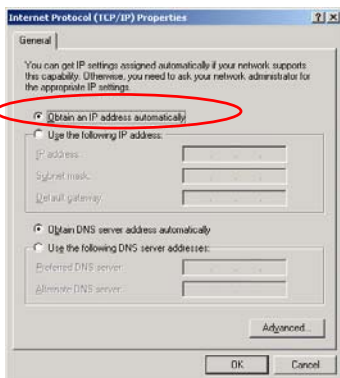 Internet Protocol (TCP/IP) Properties
General
You can get IP settings assigned automatically if your network supports
this capability. Otherwise, you need to ask your network administrator for
the appropriate IP settings.
Obtain an IP address automatically
Use the following IP address:
IP address:
Subnet mask:
Default gateway:
Obtain DNS server address automatically
Use the following DNS server addresses:
Preferred DNS server:
Alternate DNS server:
Advanced...
OK Cancel